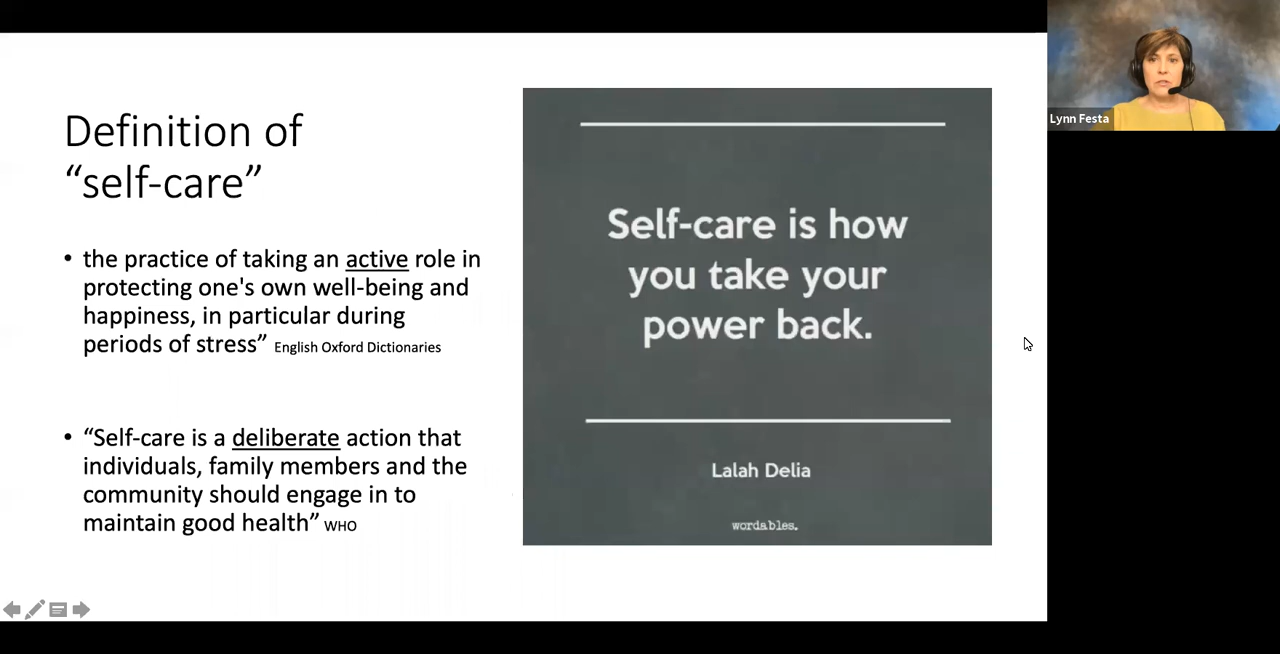 Definition of
“self-care”
• the practice of taking an active role in
protecting one's own well-being and
happiness, in particular during
periods of stress” English Oxford Dictionaries
• “Self-care is a deliberate action that
individuals, family members and the
community should engage in to
maintain good health” WHO
Self-care is how
you take your
power back.
Lalah Delia
wordables.
Lynn Festa